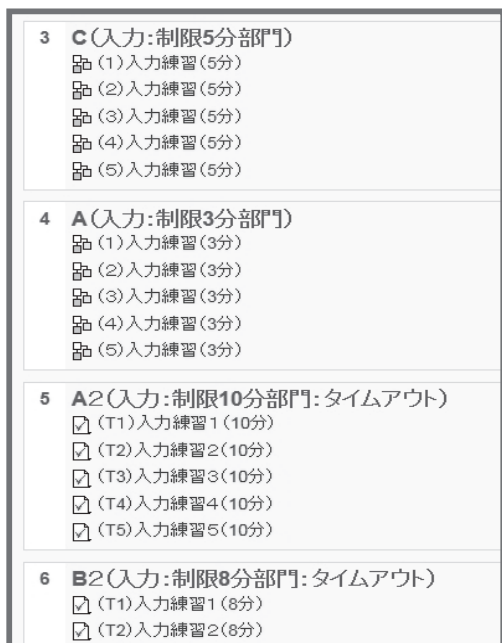 3 C(入力:制限5分部門)
(1)入力練習(5分)
(2)入力練習(5分)
(3)入力練習(5分)
(4)入力練習(5分)
(5)入力練習(5分)
4 A(入力:制限3分部門)
(1)入力練習(3分)
(2)入力練習(3分)
(3)入力練習(3分)
(4)入力練習(3分)
(5)入力練習(3分)
5 A2(入力:制限10分部門:タイムアウト)
(T1)入力練習1(10分)
(T2)入力練習2(10分)
(T3)入力練習3(10分)
(T4)入力練習4(10分)
(T5)入力練習5(10分)
6 B2(入力:制限8分部門:タイムアウト)
(T1)入力練習1(8分)
(T2)入力練習2(8分)